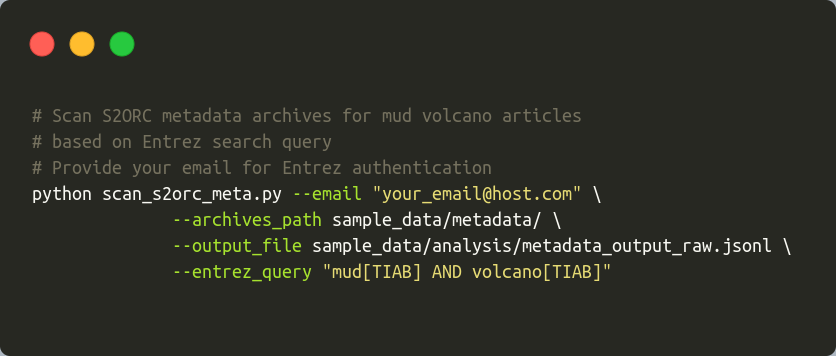 # Scan S2ORC metadata archives for mud volcano articles
# based on Entrez search query
# Provide your email for Entrez authentication
python scan_s2orc_meta.py --email "your_email@host.com" \
--archives_path sample_data/metadata/ \
--output_file sample_data/analysis/metadata_output_raw.jsonl \
--entrez_query "mud[TIAB] AND volcano[TIAB]"